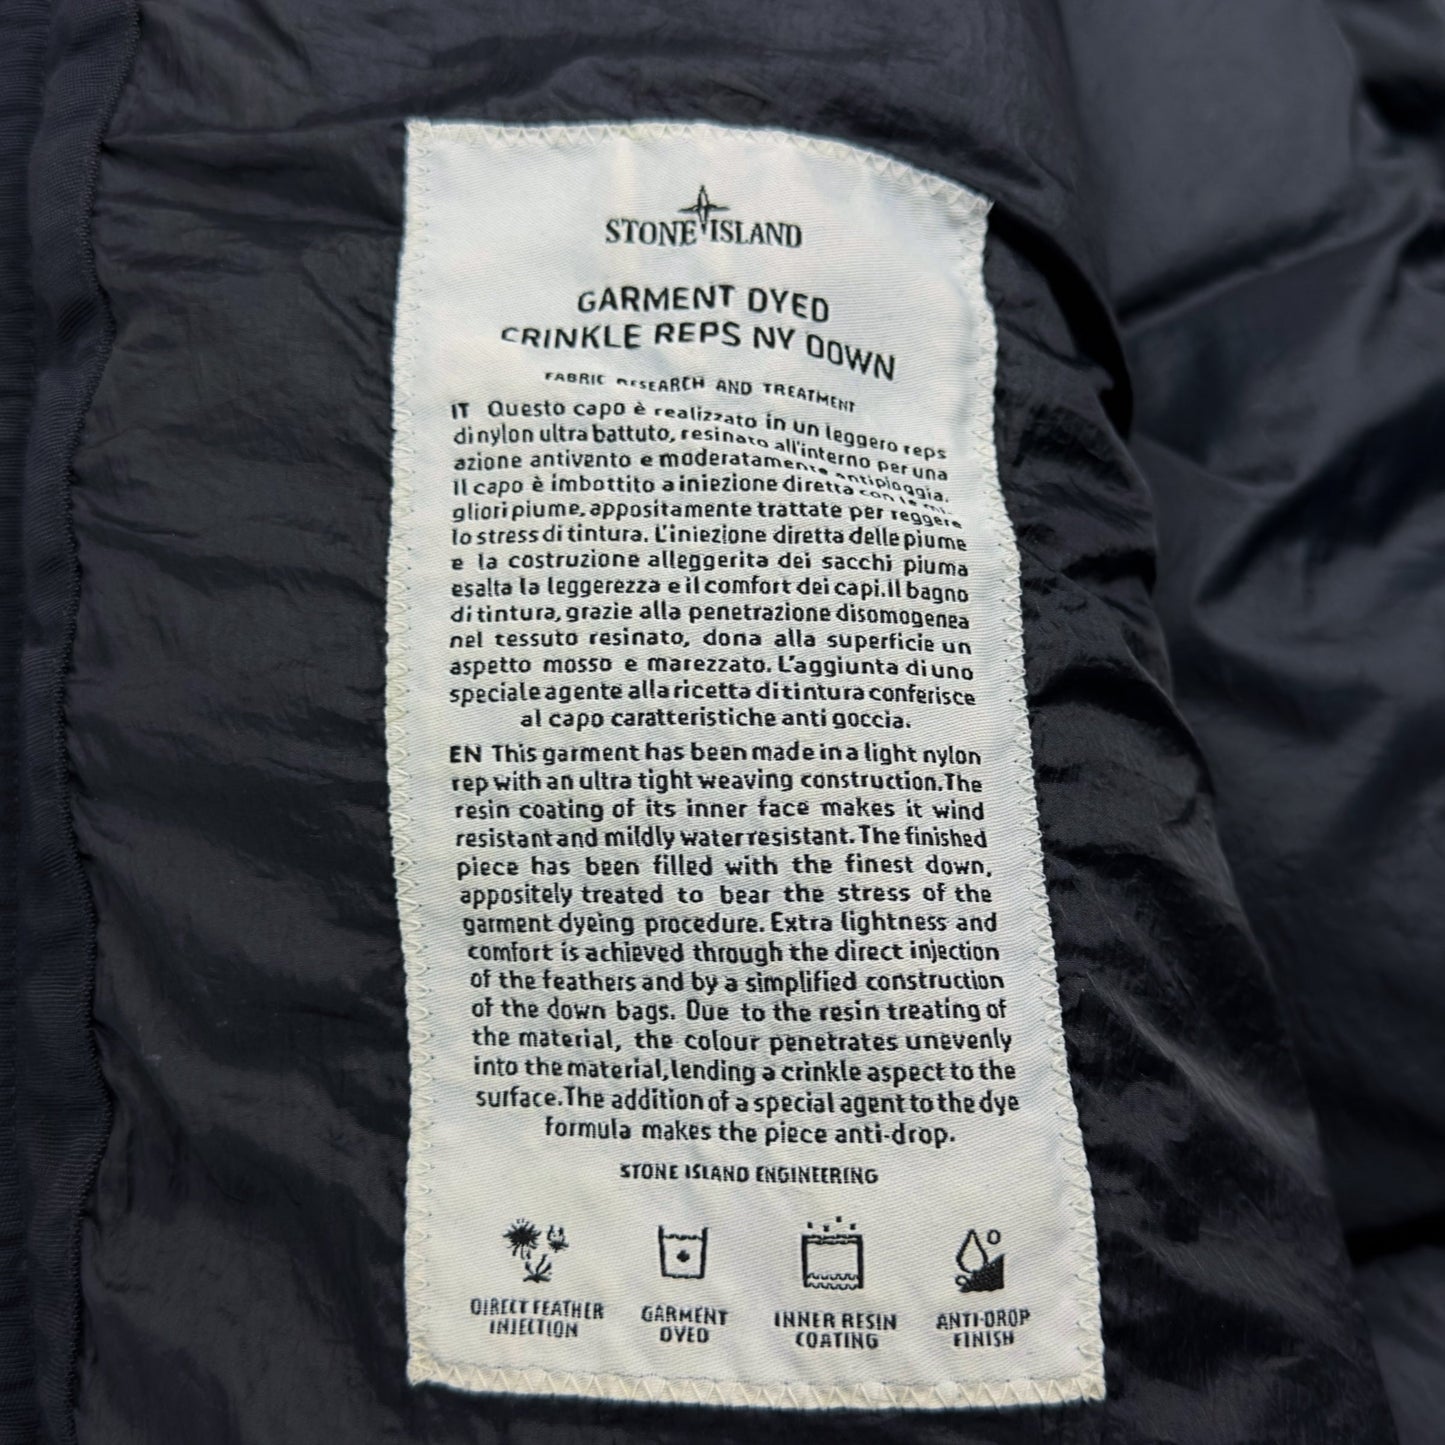 STONE ISLAND
GARMENT DYED
CRINKLE REPS NY DOWN
FABRIC RESEARCH AND TREATMENT
IT Questo capo è realizzato in un leggero reps
di nylon ultra battuto, resinato all'interno per una
azione antivento e moderatamente antipioggia.
Il capo è imbottito a iniezione diretta con le mi-
gliori piume, appositamente trattate per reggere
lo stress di tintura. L'iniezione diretta delle piume
e la costruzione alleggerita dei sacchi piuma
esalta la leggerezza e il comfort dei capi. Il bagno
di tintura, grazie alla penetrazione disomogenea
nel tessuto resinato, dona alla superficie un
aspetto mosso e marezzato. L'aggiunta di uno
speciale agente alla ricetta di tintura conferisce
al capo caratteristiche anti goccia.
EN This garment has been made in a light nylon
rep with an ultra tight weaving construction. The
resin coating of its inner face makes it wind
resistant and mildly water resistant. The finished
piece has been filled with the finest down,
appositely treated to bear the stress of the
garment dyeing procedure. Extra lightness and
comfort is achieved through the direct injection
of the feathers and by a simplified construction
of the down bags. Due to the resin treating of
the material, the colour penetrates unevenly
into the material, lending a crinkle aspect to the
surface. The addition of a special agent to the dye
formula makes the piece anti-drop.
STONE ISLAND ENGINEERING
DIRECT FEATHER
INJECTION
GARMENT
DYED
INNER RESIN
COATING
ANTI-DROP
FINISH